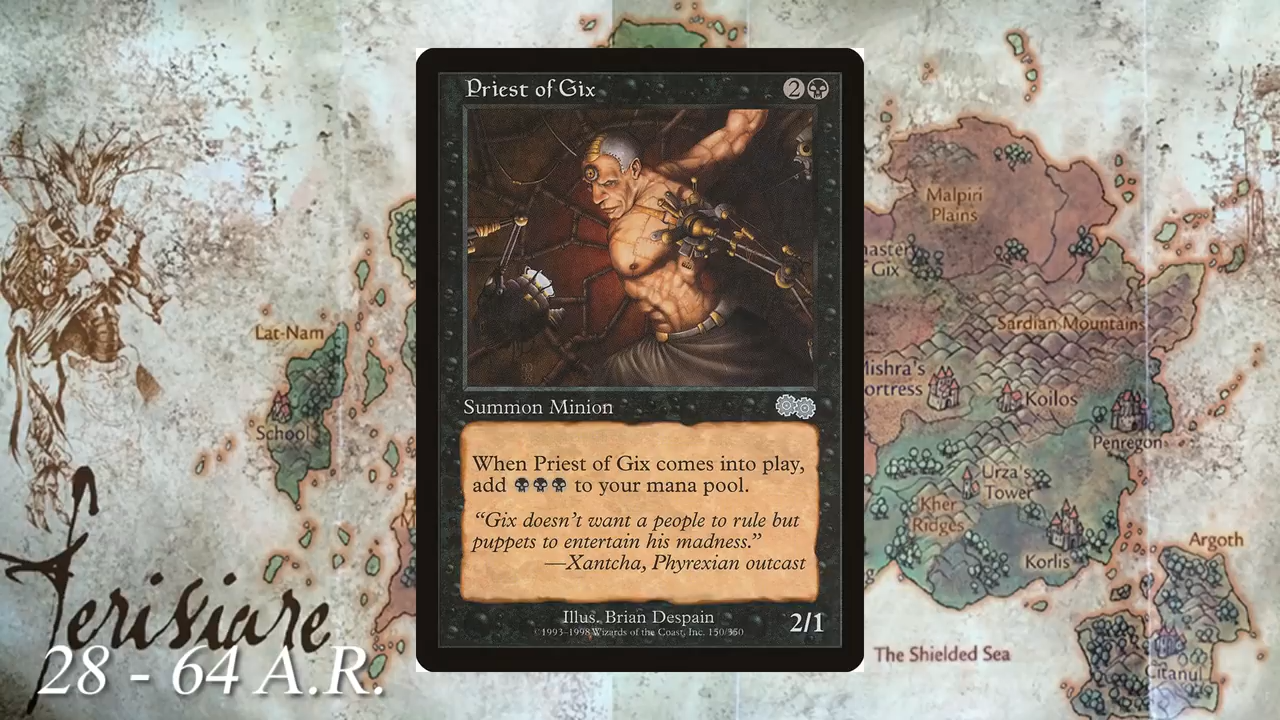 Priest of Gix
2
Summon Minion
When Priest of Gix comes into play,
add to your mana pool.
“Gix doesn’t want a people to rule but
puppets to entertain his madness.”
—Xantcha, Phyrexian outcast
Illus. Brian Despain
©1993–1998 Wizards of the Coast, Inc. 150/350
2/1
Lat-Nam
School
Malpiri
Plains
Gix
Sardian Mountains
Mishra's
Koilos
Penregon
Urza's
Tower
Kher
Ridges
Korlis
Argoth
The Shielded Sea
Citanul
Terisiare
28 - 64 A.R.